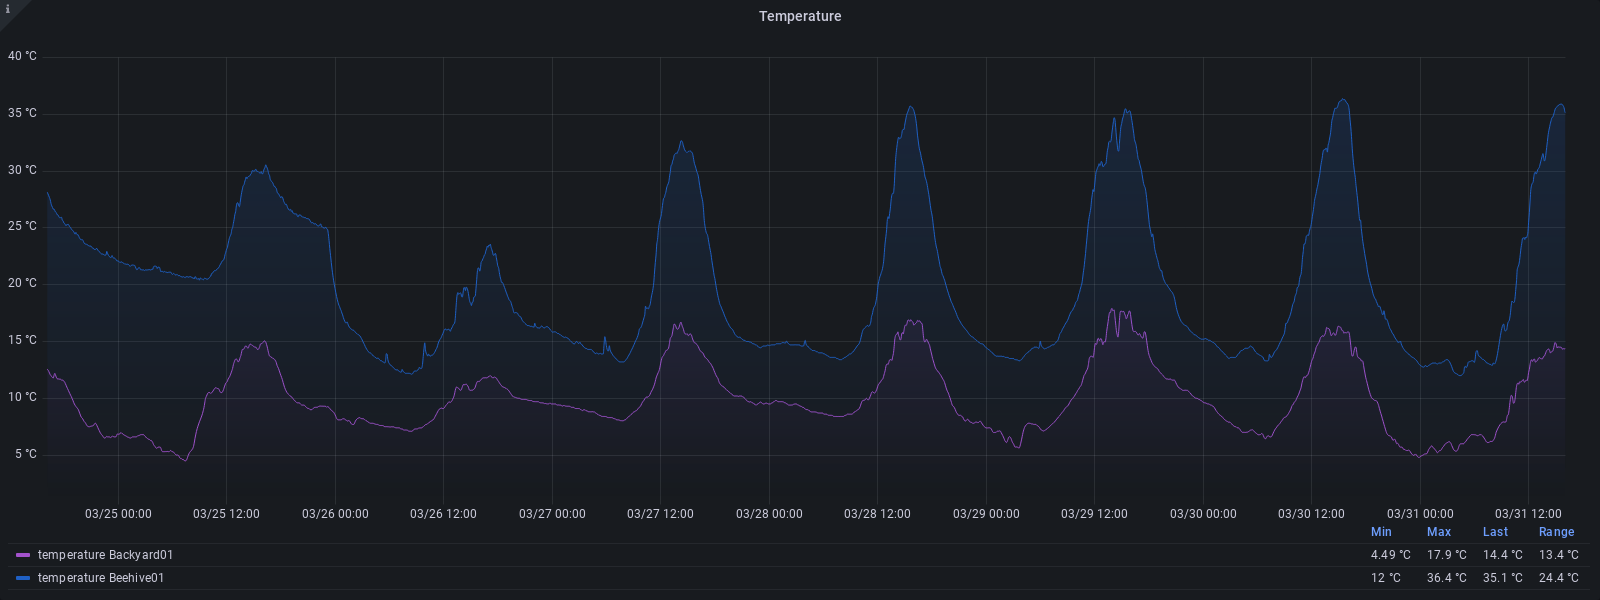 i
Temperature
40 °C
35 °C
30 °C
25 °C
20 °C
15 °C
10 °C
5 °C
03/25 00:00 03/25 12:00 03/26 00:00 03/26 12:00 03/27 00:00 03/27 12:00 03/28 00:00 03/28 12:00 03/29 00:00 03/29 12:00 03/30 00:00 03/30 12:00 03/31 00:00 03/31 12:00
Min Max Last Range
temperature Backyard01 4.49 °C 17.9 °C 14.4 °C 13.4 °C
temperature Beehive01 12 °C 36.4 °C 35.1 °C 24.4 °C